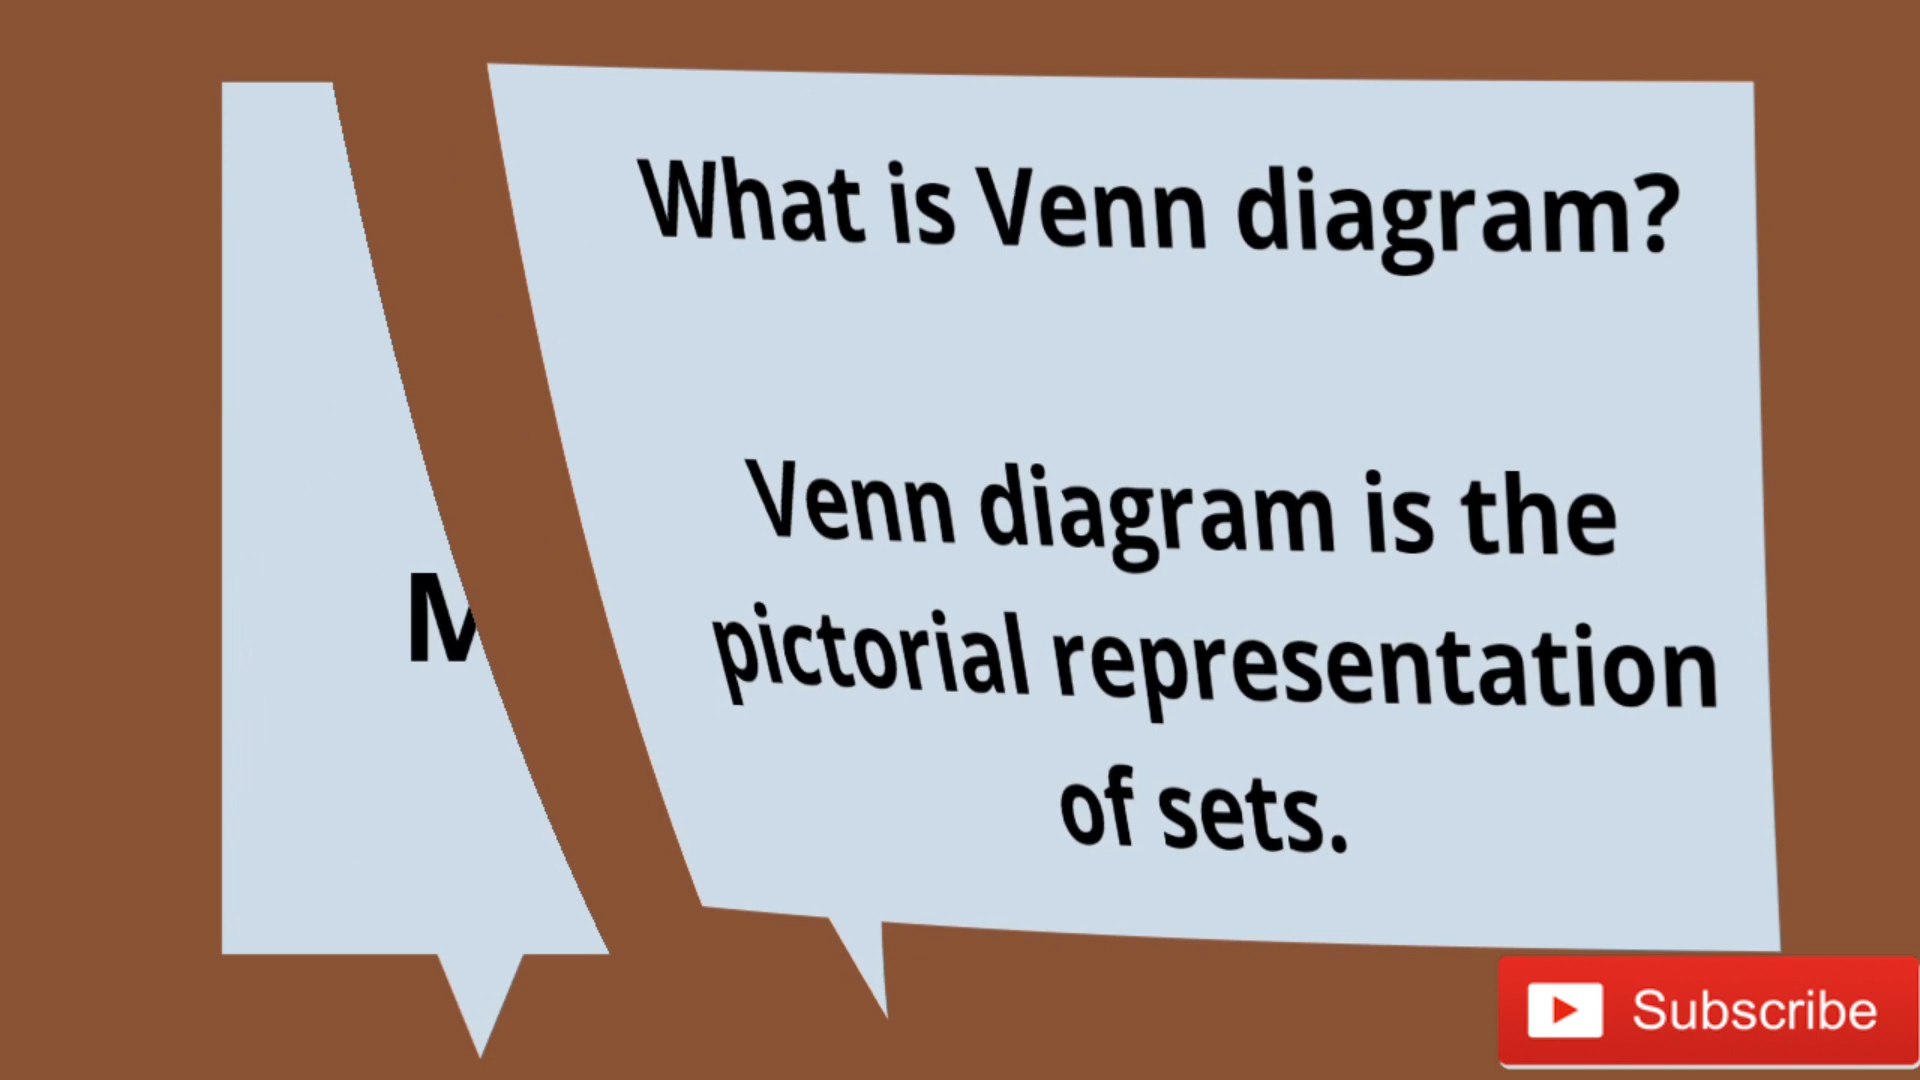 What is Venn diagram?
Venn diagram is the
pictorial representation
of sets.
M
Subscribe